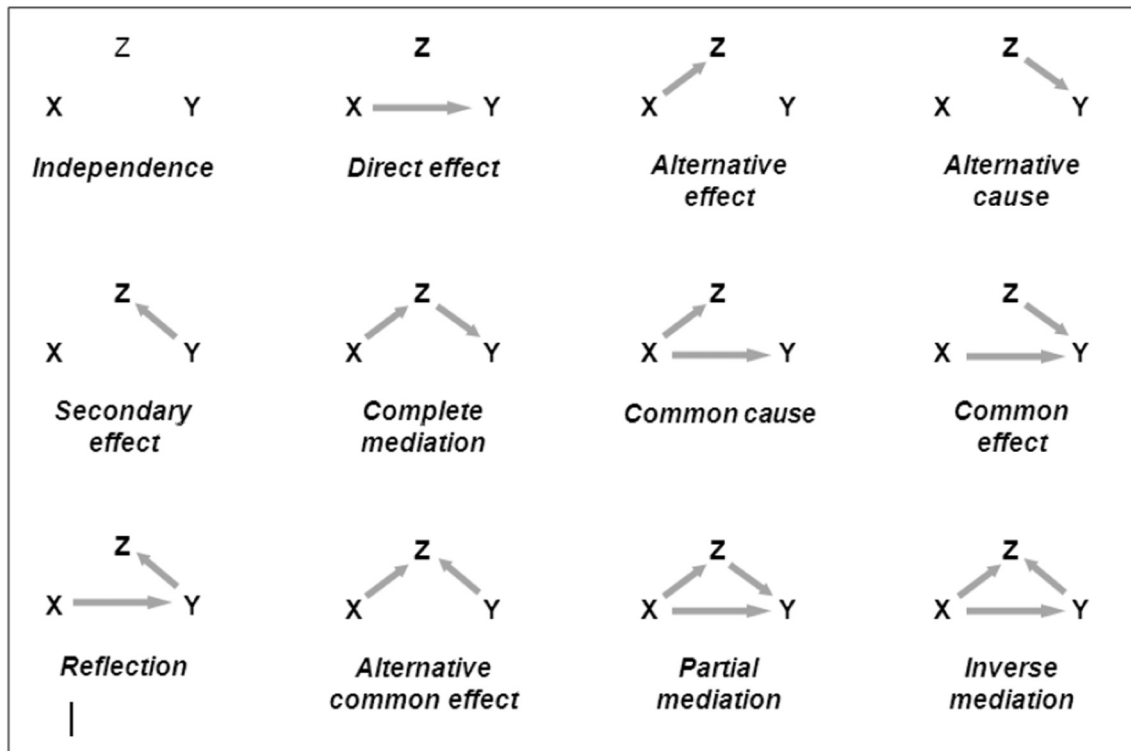 Z Z Z Z
X Y X Y X Y X Y
Independence Direct effect Alternative Alternative
effect cause
Z Z Z Z
X Y X Y X Y X Y
Secondary Complete Common cause Common
effect mediation effect
Z Z Z Z
X Y X Y X Y X Y
Reflection Alternative Partial Inverse
common effect mediation mediation